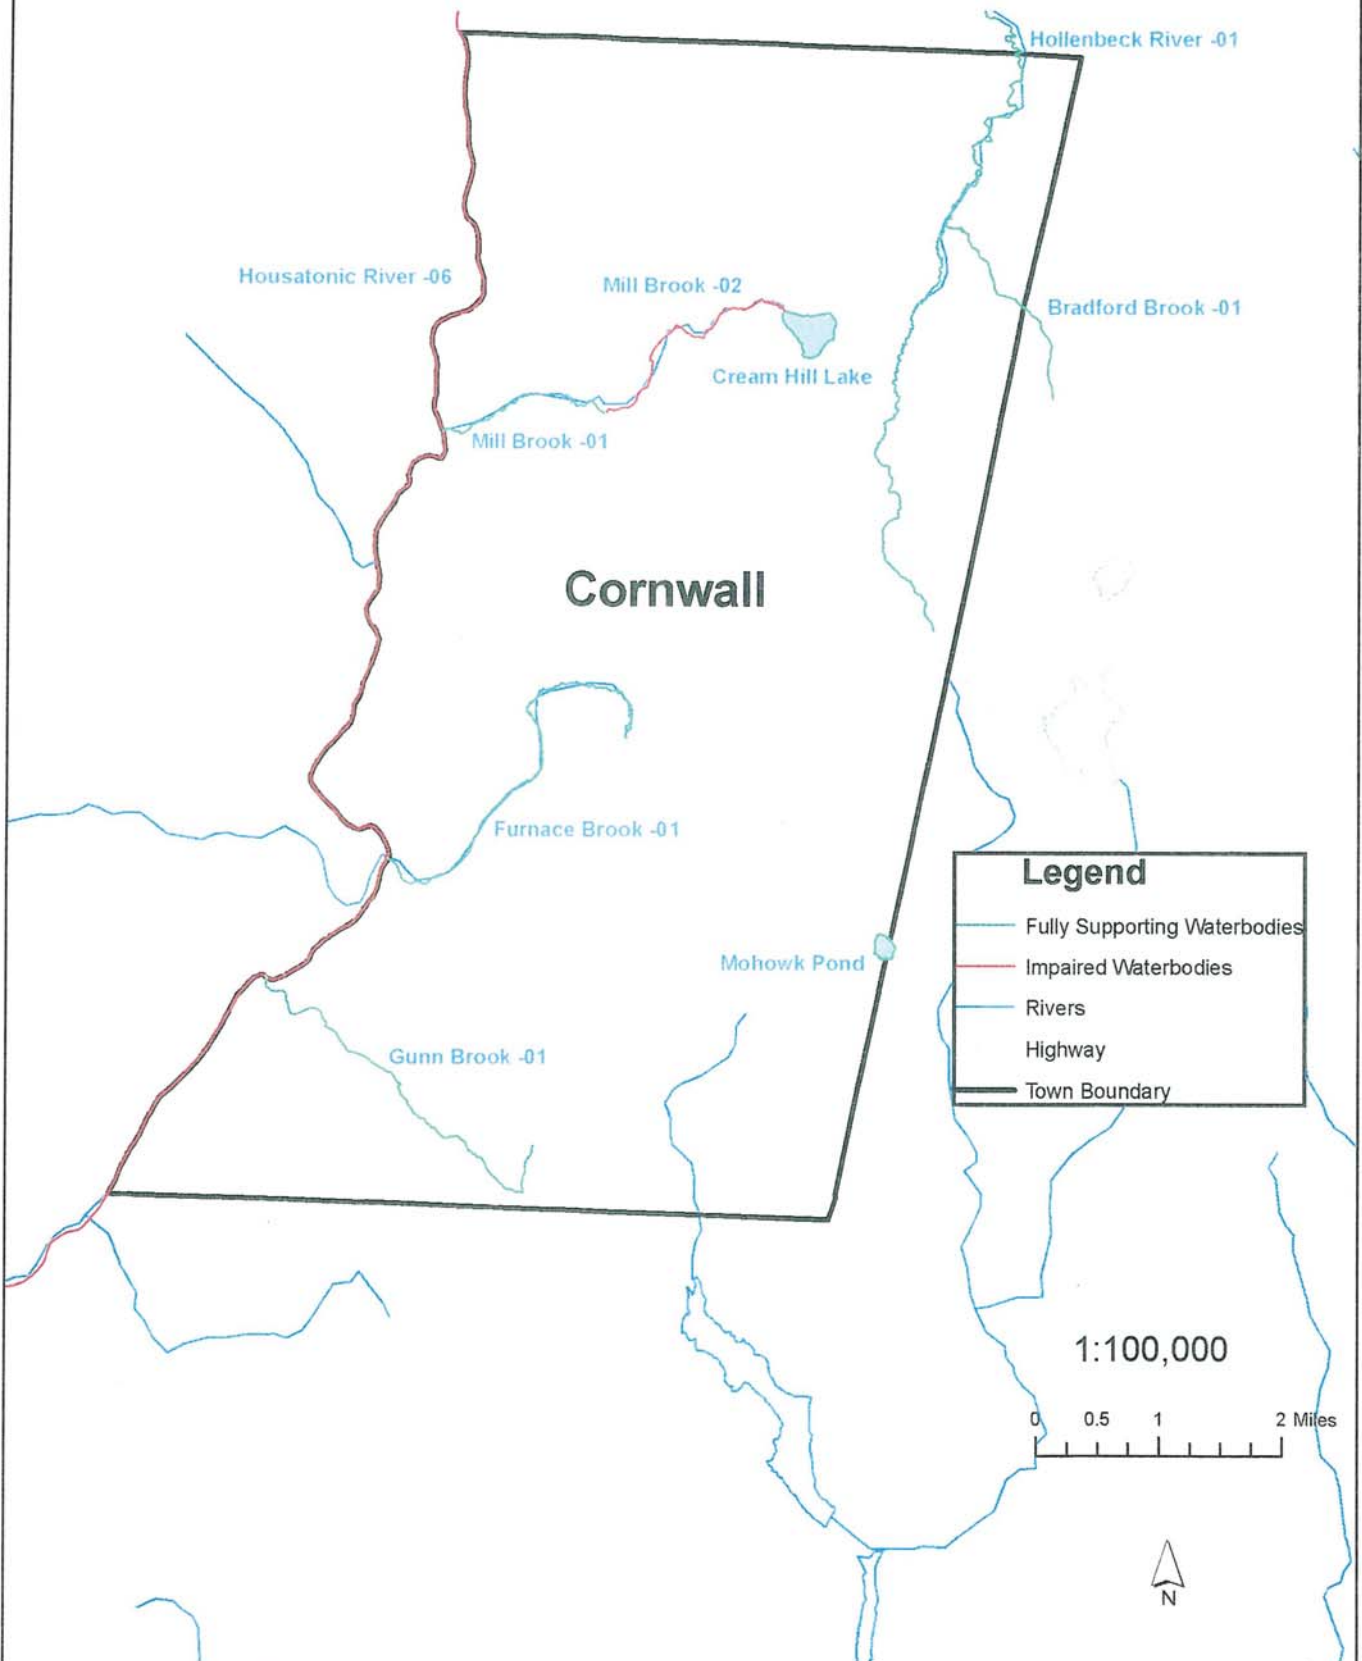 Hollenbeck River -01
Housatonic River -06
Mill Brook -02
Bradford Brook -01
Cream Hill Lake
Mill Brook -01
Cornwall
Furnace Brook -01
Legend
Fully Supporting Waterbodies
Impaired Waterbodies
Rivers
Highway
Town Boundary
Mohowk Pond
Gunn Brook -01
1:100,000
0 0.5 1 2 Miles
N